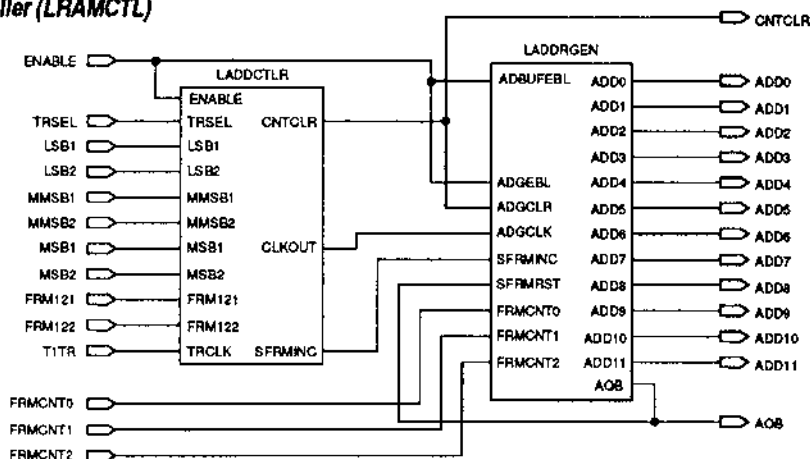 ller (LRAMCTL)
CNTCLR
LADDRGEN
ENABLE
LADDCTLR
ADBUFEBL ADD0 ADD0
ENABLE
ADD1 ADD1
TRSEL TRSEL CNTCLR
ADD2 ADD2
LSB1 LSB1
ADD3 ADD3
LSB2 LSB2
ADGEBL ADD4 ADD4
MMSB1 MMSB1
ADGCLR ADD5 ADD5
MMSB2 MMSB2
ADGCLK ADD6 ADD6
MSB1 MSB1 CLKOUT
SFRMINC ADD7 ADD7
MSB2 MSB2
SFRMRST ADD8 ADD8
FRM121 FRM121
FRMCNT0 ADD9 ADD9
FRM122 FRM122
FRMCNT1 ADD10 ADD10
T1TR TRCLK SFRMINC
FRMCNT2 ADD11 ADD11
AOB
FRMCNT0
AOB
FRMCNT1
FRMCNT2